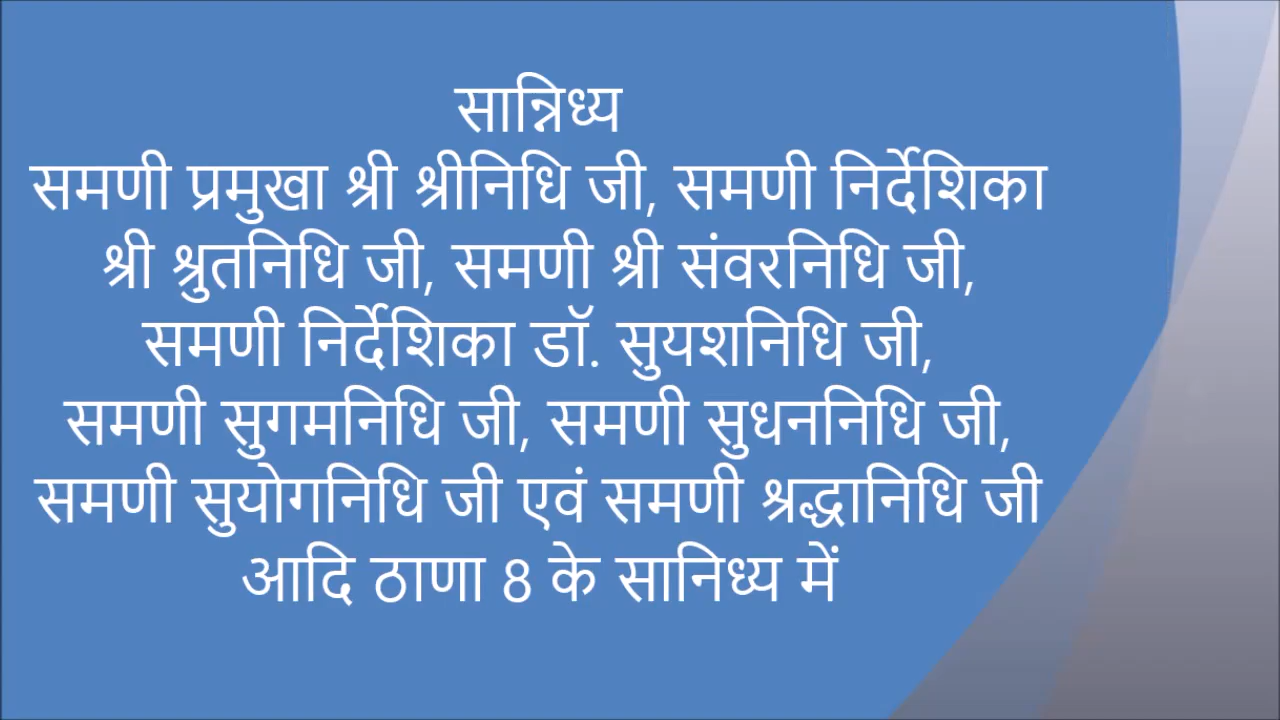 सान्निध्य
समणी प्रमुखा श्री श्रीनिधि जी, समणी निर्देशिका
श्री श्रुतनिधि जी, समणी श्री संवरनिधि जी,
समणी निर्देशिका डॉ. सुयशनिधि जी,
समणी सुगमनिधि जी, समणी सुधननिधि जी,
समणी सुयोगनिधि जी एवं समणी श्रद्धानिधि जी
आदि ठाणा 8 के सानिध्य में